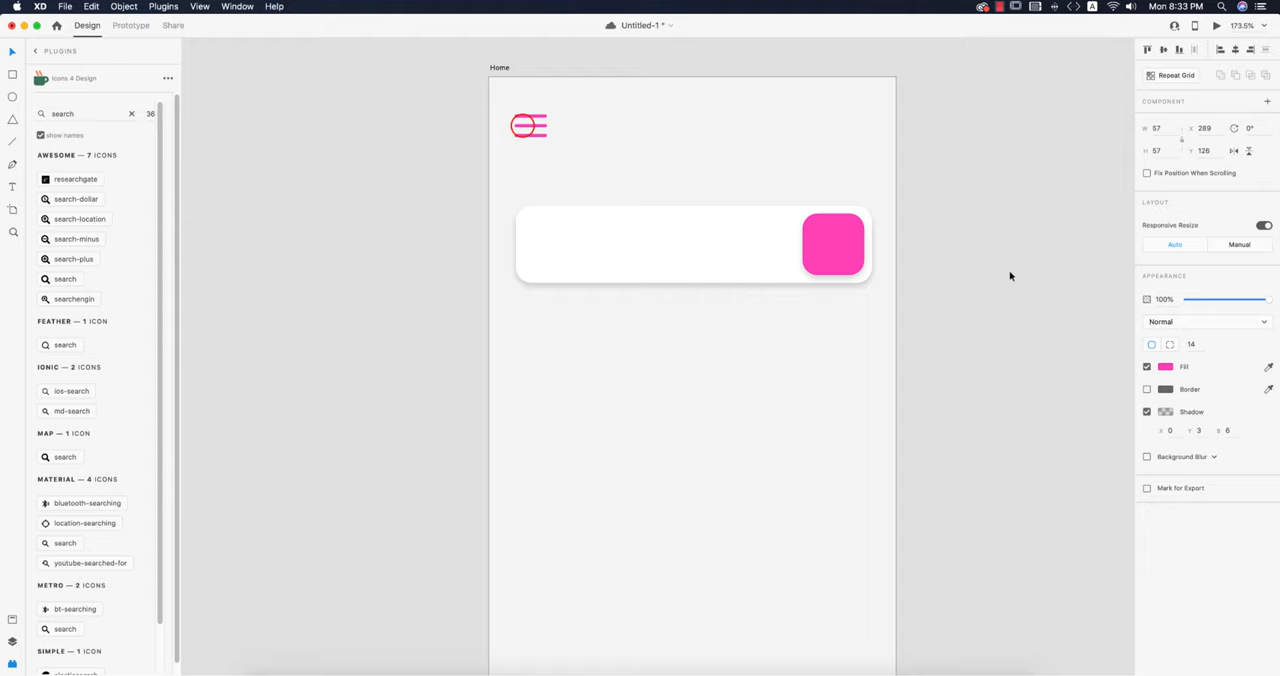 XD File Edit Object Plugins View Window Help
A Mon 8:33 PM
Design Prototype Share
Untitled-1 *
173.5%
PLUGINS
Icons 4 Design
search 36
show names
AWESOME — 7 ICONS
researchgate
search-dollar
search-location
search-minus
search-plus
search
searchengin
FEATHER — 1 ICON
search
IONIC — 2 ICONS
ios-search
md-search
MAP — 1 ICON
search
MATERIAL — 4 ICONS
bluetooth-searching
location-searching
search
youtube-searched-for
METRO — 2 ICONS
bt-searching
search
SIMPLE — 1 ICON
Home
Repeat Grid
COMPONENT
W 57 X 289 0°
H 57 Y 126
Fix Position When Scrolling
LAYOUT
Responsive Resize
Auto Manual
APPEARANCE
100%
Normal
14
Fill
Border
Shadow
X 0 Y 3 B 6
Background Blur
Mark for Export